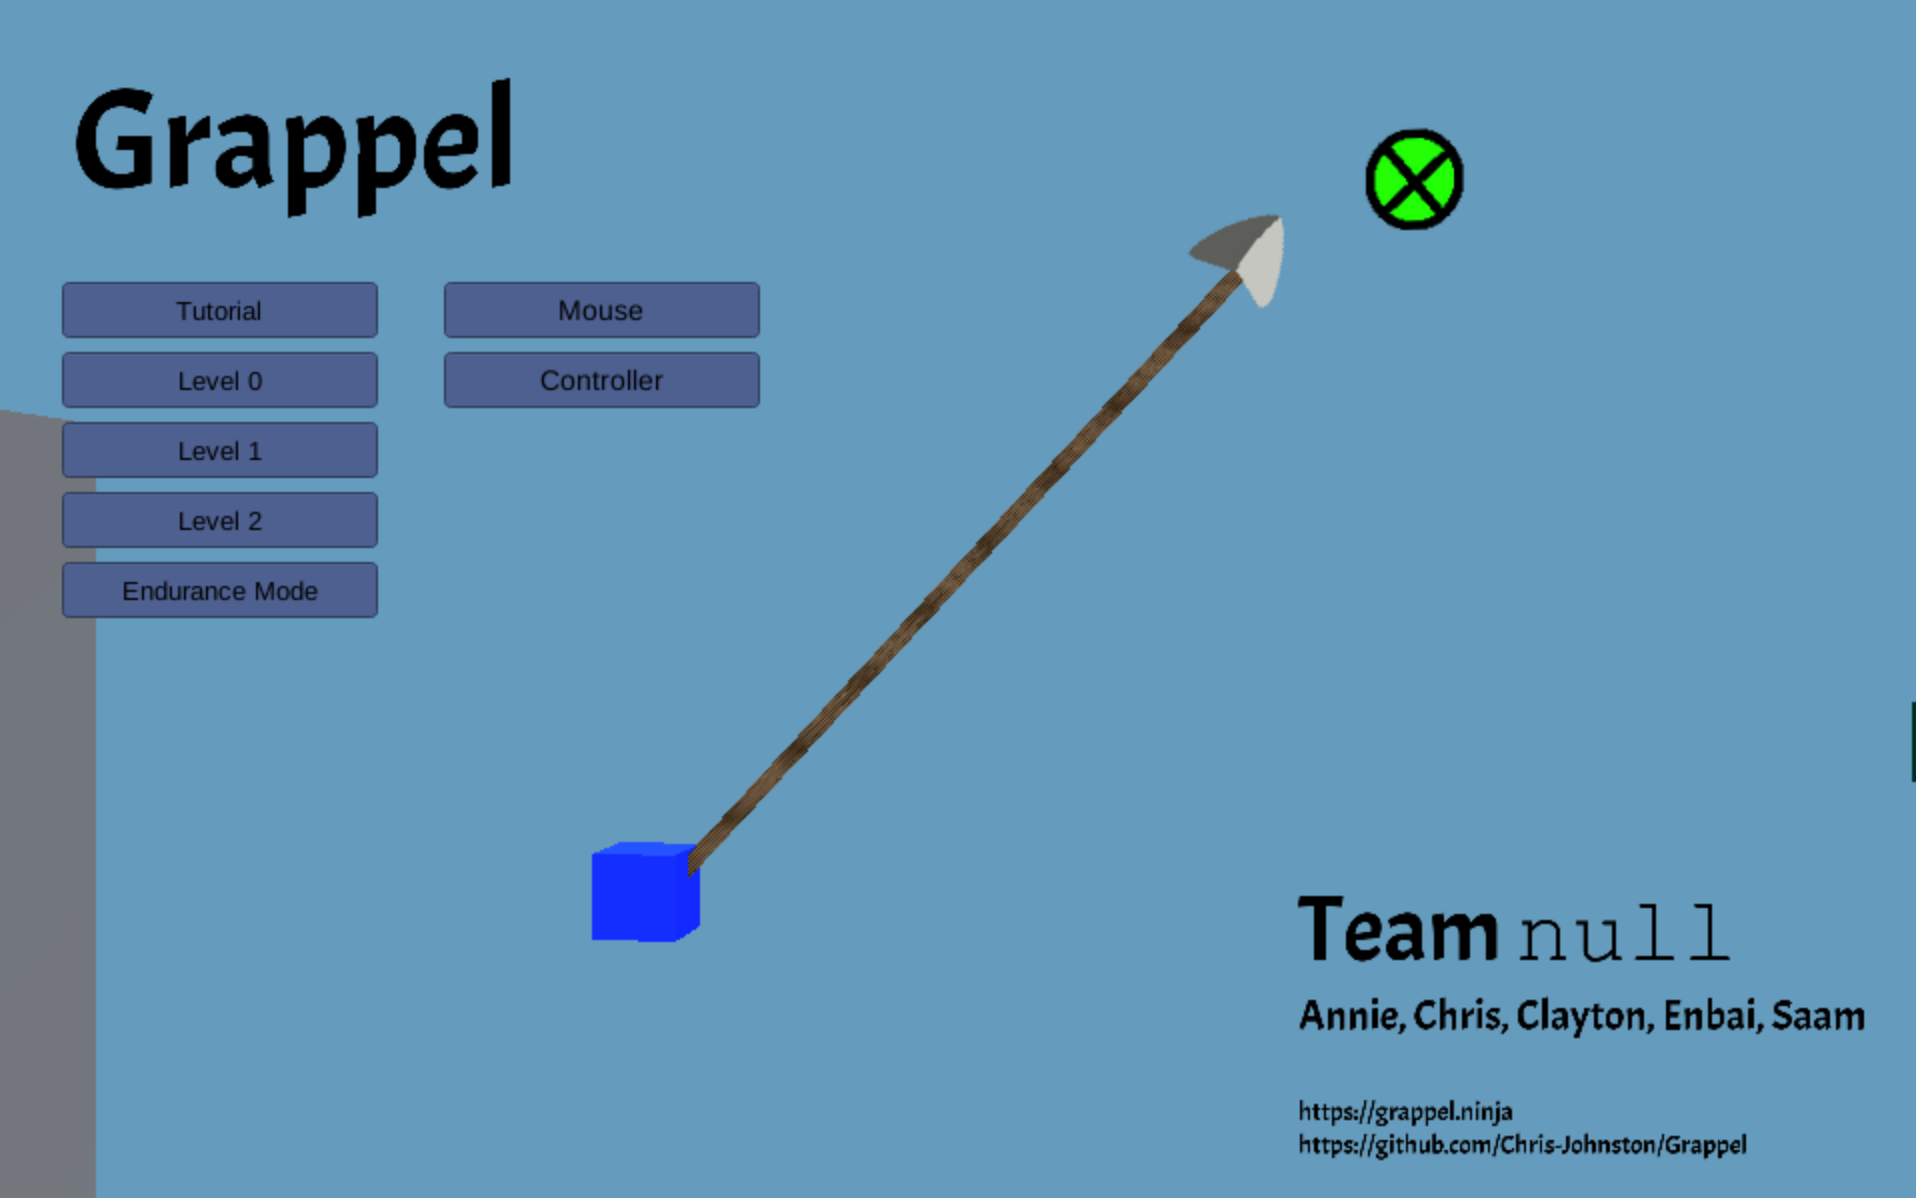 Grappel
Tutorial
Mouse
Level 0
Controller
Level 1
Level 2
Endurance Mode
Team null
Annie, Chris, Clayton, Enbai, Saam
https://grappel.ninja
https://github.com/Chris-Johnston/Grappel